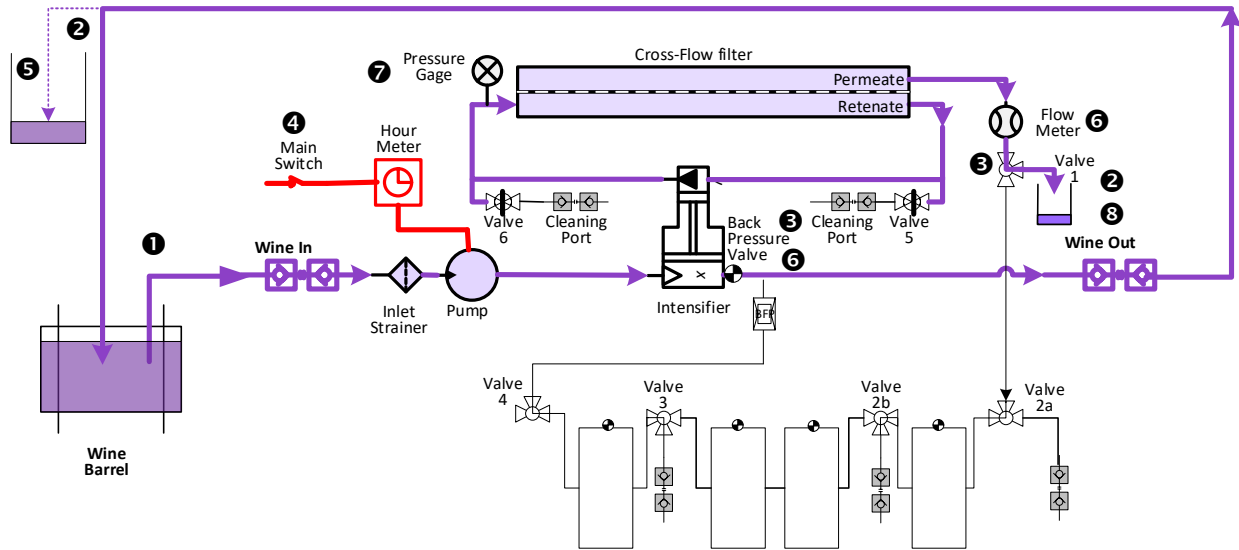 ❷
❺
❼
Pressure
Gage
Cross-Flow filter
Permeate
Retenate
Flow
Meter
❻
❹
Main
Switch
Hour
Meter
❸
Valve
1
❷
❽
Valve
6
Cleaning
Port
Back
Pressure
Valve
❸
❻
Cleaning
Port
Valve
5
❶
Wine In
Wine Out
Inlet
Strainer
Pump
X
Intensifier
BFP
Valve
4
Valve
3
Valve
2b
Valve
2a
Wine
Barrel